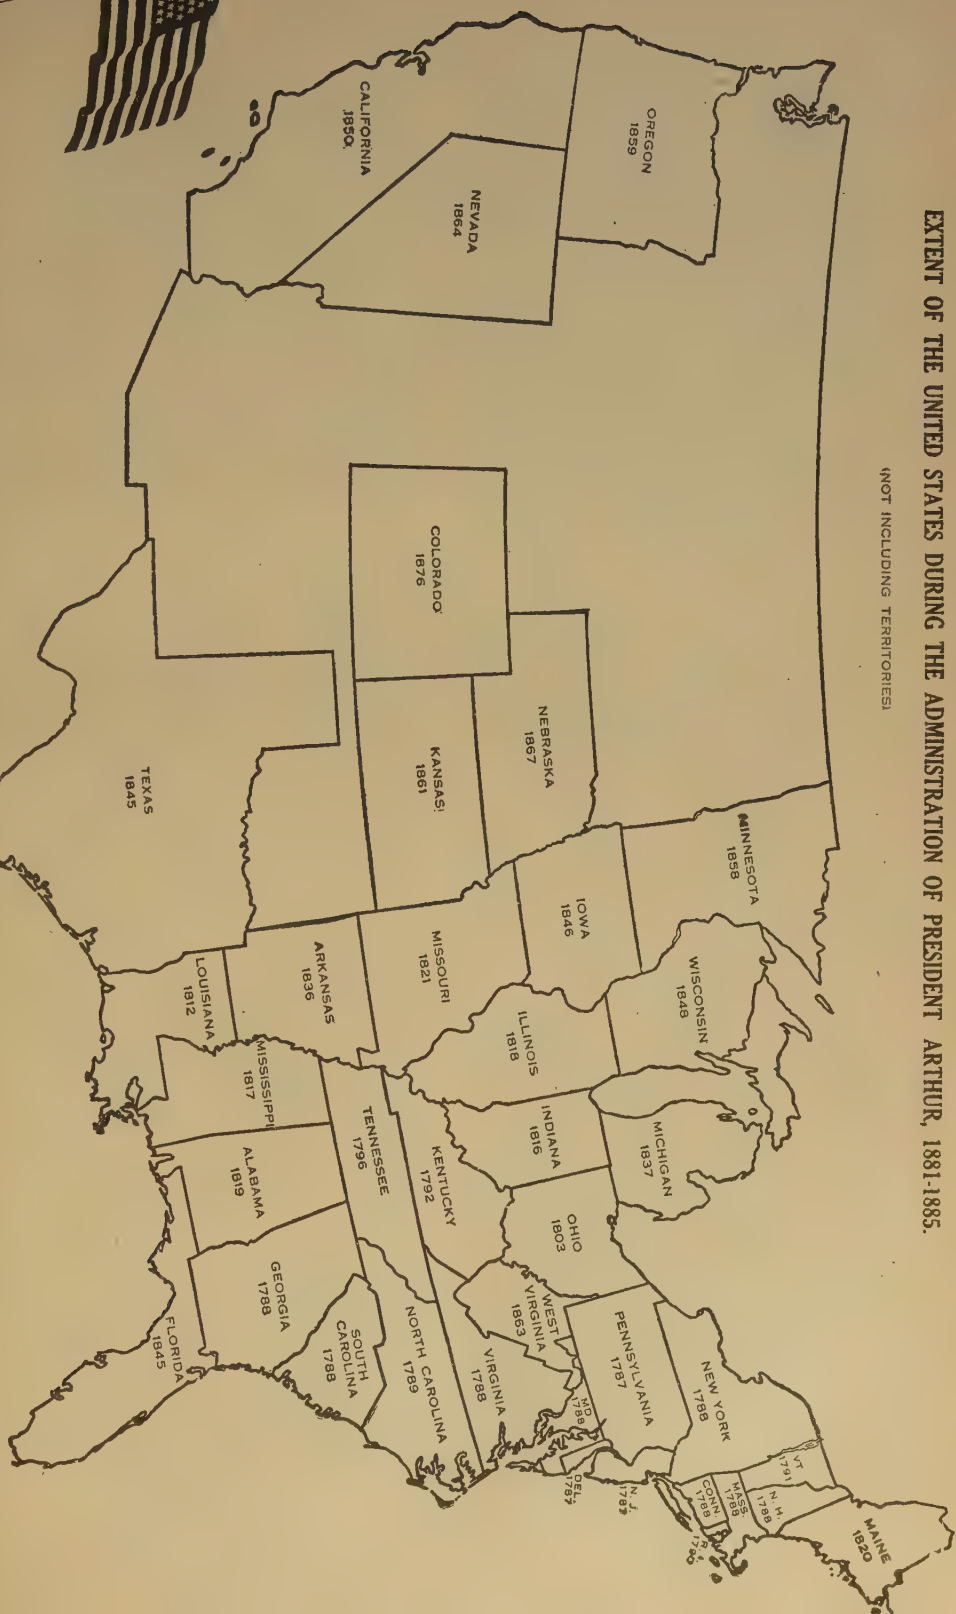 EXTENT OF THE UNITED STATES DURING THE ADMINISTRATION OF PRESIDENT ARTHUR, 1881-1885.
(NOT INCLUDING TERRITORIES)
OREGON
1859
CALIFORNIA
1850
NEVADA
1864
COLORADO
1876
NEBRASKA
1867
KANSAS
1861
TEXAS
1845
MINNESOTA
1858
IOWA
1846
MISSOURI
1821
ARKANSAS
1836
LOUISIANA
1812
WISCONSIN
1848
ILLINOIS
1818
MISSISSIPPI
1817
MICHIGAN
1837
INDIANA
1816
KENTUCKY
1792
TENNESSEE
1796
ALABAMA
1819
OHIO
1803
GEORGIA
1788
FLORIDA
1845
WEST
VIRGINIA
1863
VIRGINIA
1788
NORTH CAROLINA
1789
SOUTH
CAROLINA
1788
PENNSYLVANIA
1787
NEW YORK
1788
MD
1788
DEL.
1787
N. J.
1787
VT
1791
N. H.
1788
MASS.
1788
CONN.
1788
MAINE
1820